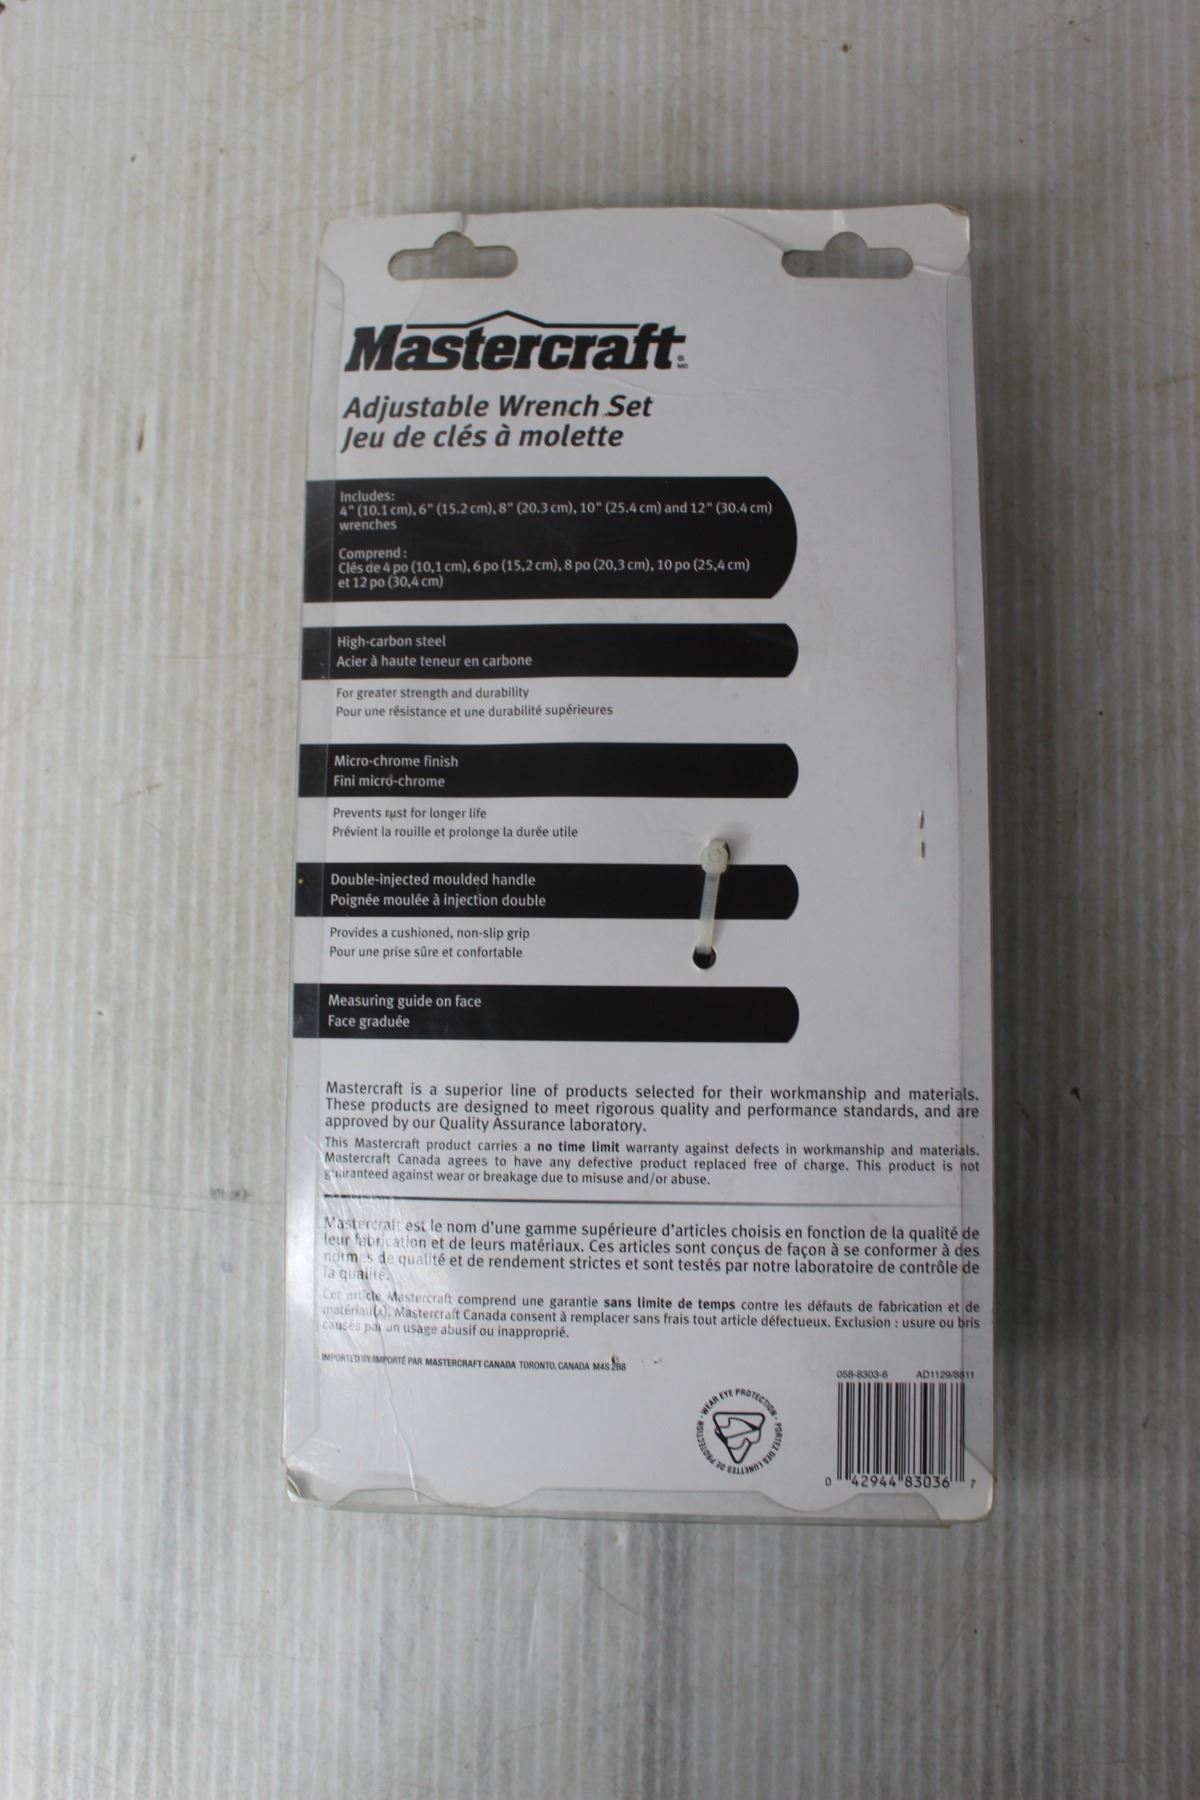 Mastercraft®
MD
Adjustable Wrench Set
Jeu de clés à molette
Includes:
4" (10.1 cm), 6" (15.2 cm), 8" (20.3 cm), 10" (25.4 cm) and 12" (30.4 cm)
wrenches
Comprend :
Clés de 4 po (10,1 cm), 6 po (15,2 cm), 8 po (20,3 cm), 10 po (25,4 cm)
et 12 po (30,4 cm)
High-carbon steel
Acier à haute teneur en carbone
For greater strength and durability
Pour une résistance et une durabilité supérieures
Micro-chrome finish
Fini micro-chrome
Prevents rust for longer life
Prévient la rouille et prolonge la durée utile
Double-injected moulded handle
Poignée moulée à injection double
Provides a cushioned, non-slip grip
Pour une prise sûre et confortable
Measuring guide on face
Face graduée
Mastercraft is a superior line of products selected for their workmanship and materials.
These products are designed to meet rigorous quality and performance standards, and are
approved by our Quality Assurance laboratory.
This Mastercraft product carries a no time limit warranty against defects in workmanship and materials.
Mastercraft Canada agrees to have any defective product replaced free of charge. This product is not
guaranteed against wear or breakage due to misuse and/or abuse.
Mastercraft est le nom d'une gamme supérieure d'articles choisis en fonction de la qualité de
leur fabrication et de leurs matériaux. Ces articles sont conçus de façon à se conformer à des
normes de qualité et de rendement strictes et sont testés par notre laboratoire de contrôle de
la qualité.
Cet article Mastercraft comprend une garantie sans limite de temps contre les défauts de fabrication et de
matériau(x). Mastercraft Canada consent à remplacer sans frais tout article défectueux. Exclusion : usure ou bris
causés par un usage abusif ou inapproprié.
IMPORTED BY/IMPORTÉ PAR MASTERCRAFT CANADA TORONTO, CANADA M4S 2B8
058-8303-6 AD1129/8811
WEAR EYE PROTECTION • PORTEZ DES LUNETTES DE PROTECTION •
0 42944 83036 7